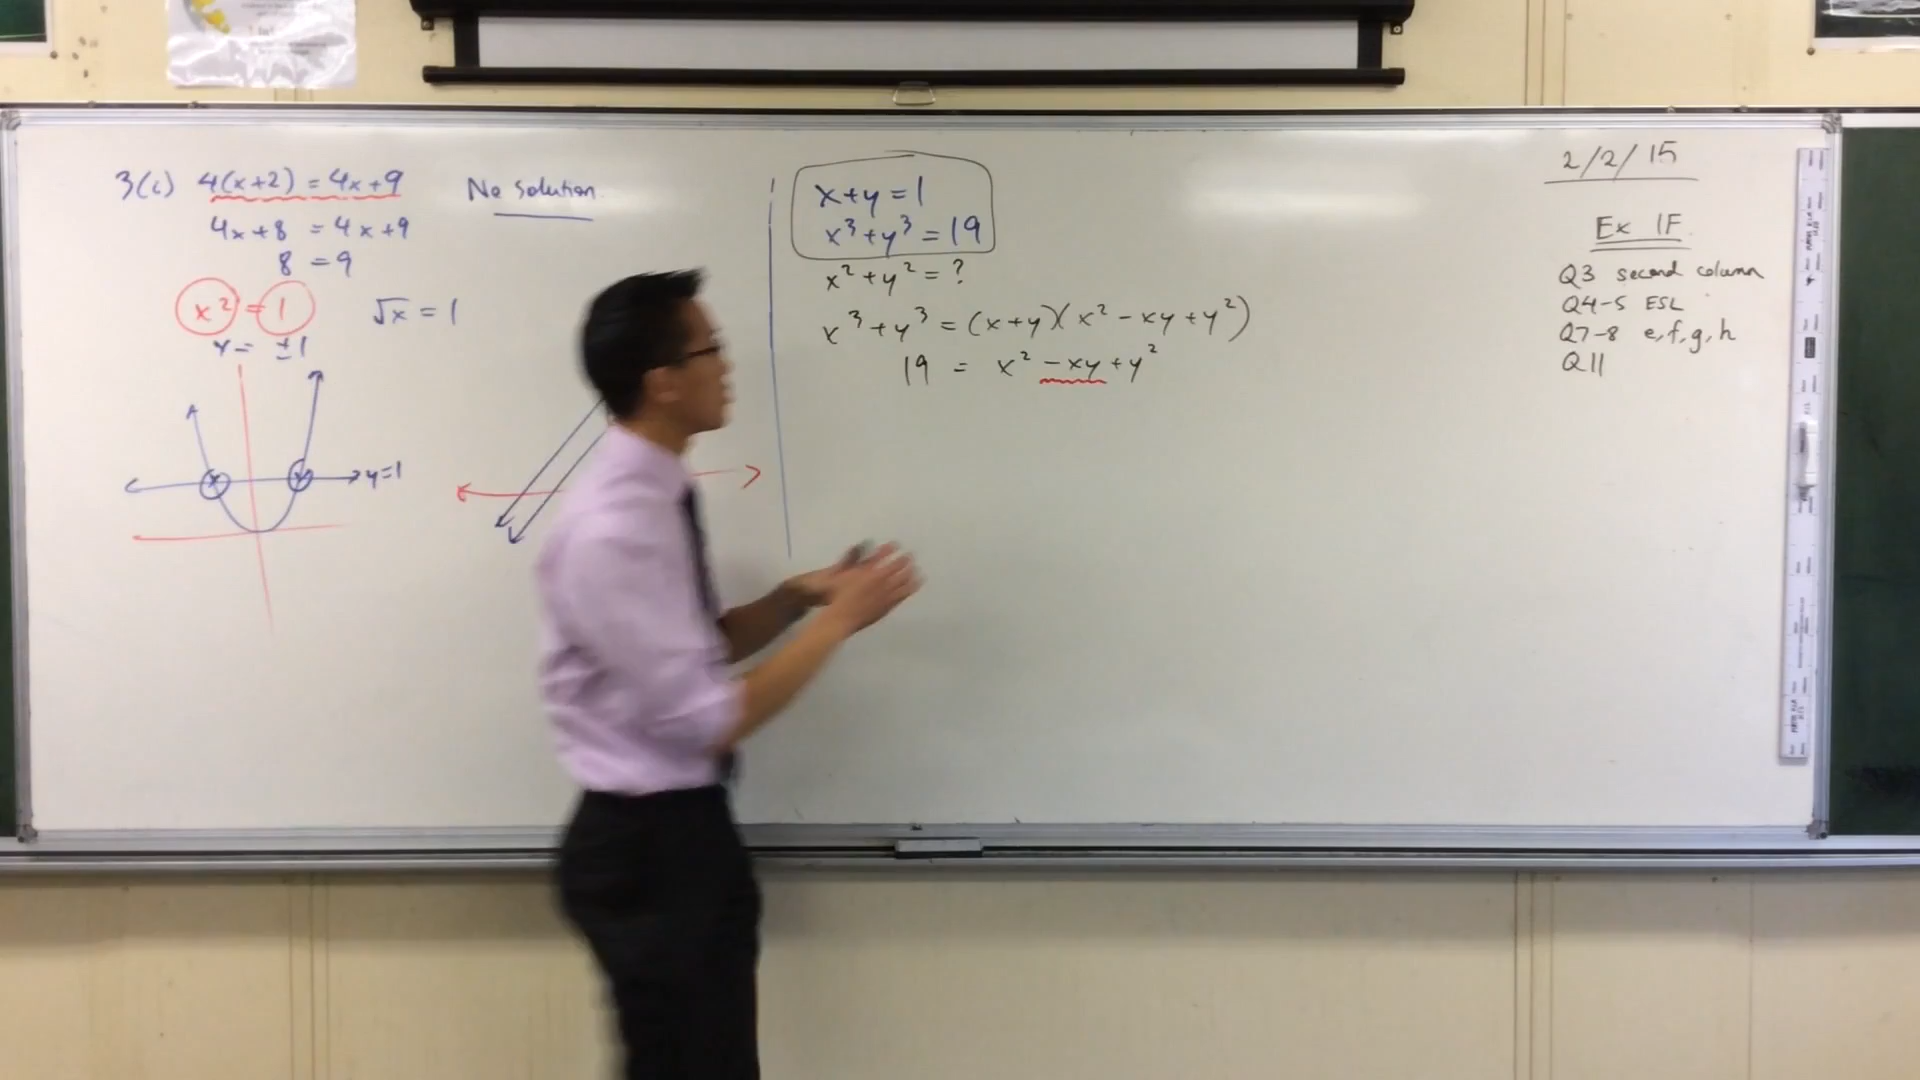 3(c) 4(x+2) = 4x+9
No solution
4x+8 = 4x+9
8 = 9
x² = 1
√x = 1
x = ±1
y=1
x+y = 1
x³+y³ = 19
x²+y² = ?
x³+y³ = (x+y)(x² - xy + y²)
19 = x² - xy + y²
2/2/15
Ex 1F
Q3 second column
Q4-5 ESL
Q7-8 e,f,g,h
Q11